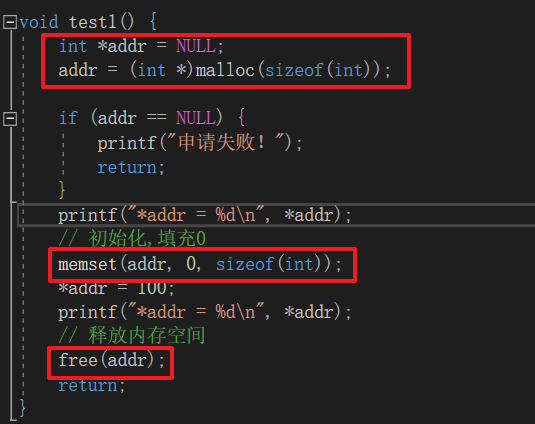 void test1() {
int *addr = NULL;
addr = (int *)malloc(sizeof(int));
if (addr == NULL) {
printf("申请失败！");
return;
}
printf("*addr = %d\n", *addr);
// 初始化,填充0
memset(addr, 0, sizeof(int));
*addr = 100;
printf("*addr = %d\n", *addr);
// 释放内存空间
free(addr);
return;
}